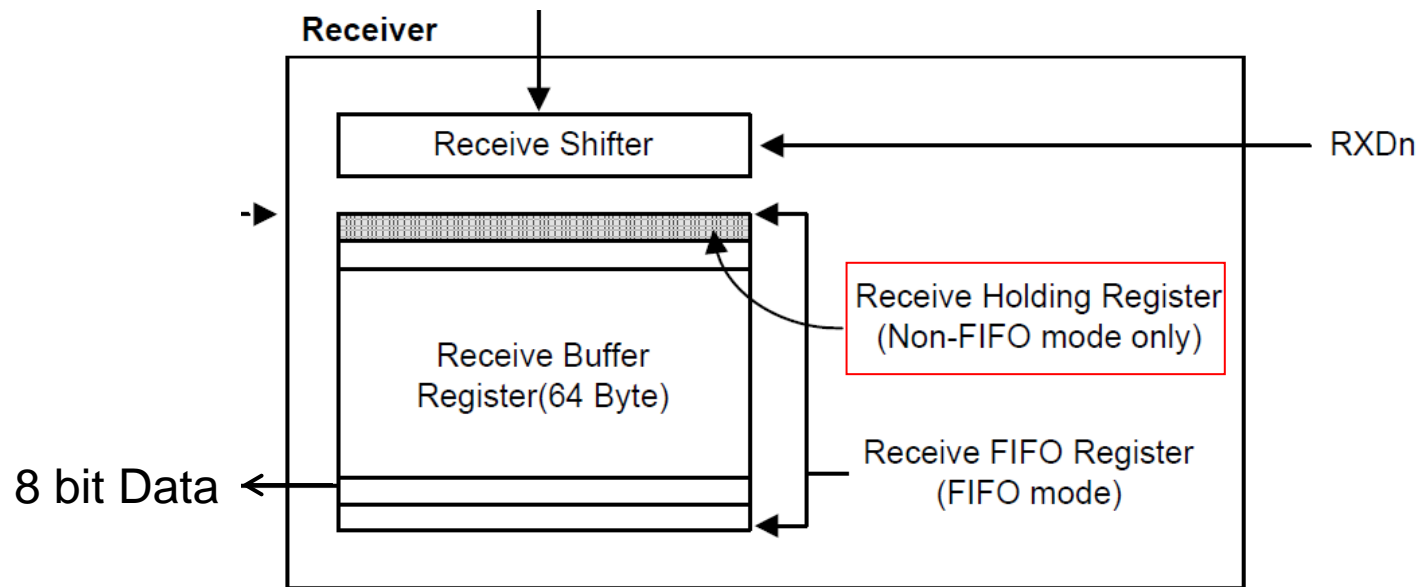 Receiver
Receive Shifter
RXDn
Receive Holding Register
(Non-FIFO mode only)
Receive Buffer
Register(64 Byte)
Receive FIFO Register
(FIFO mode)
8 bit Data